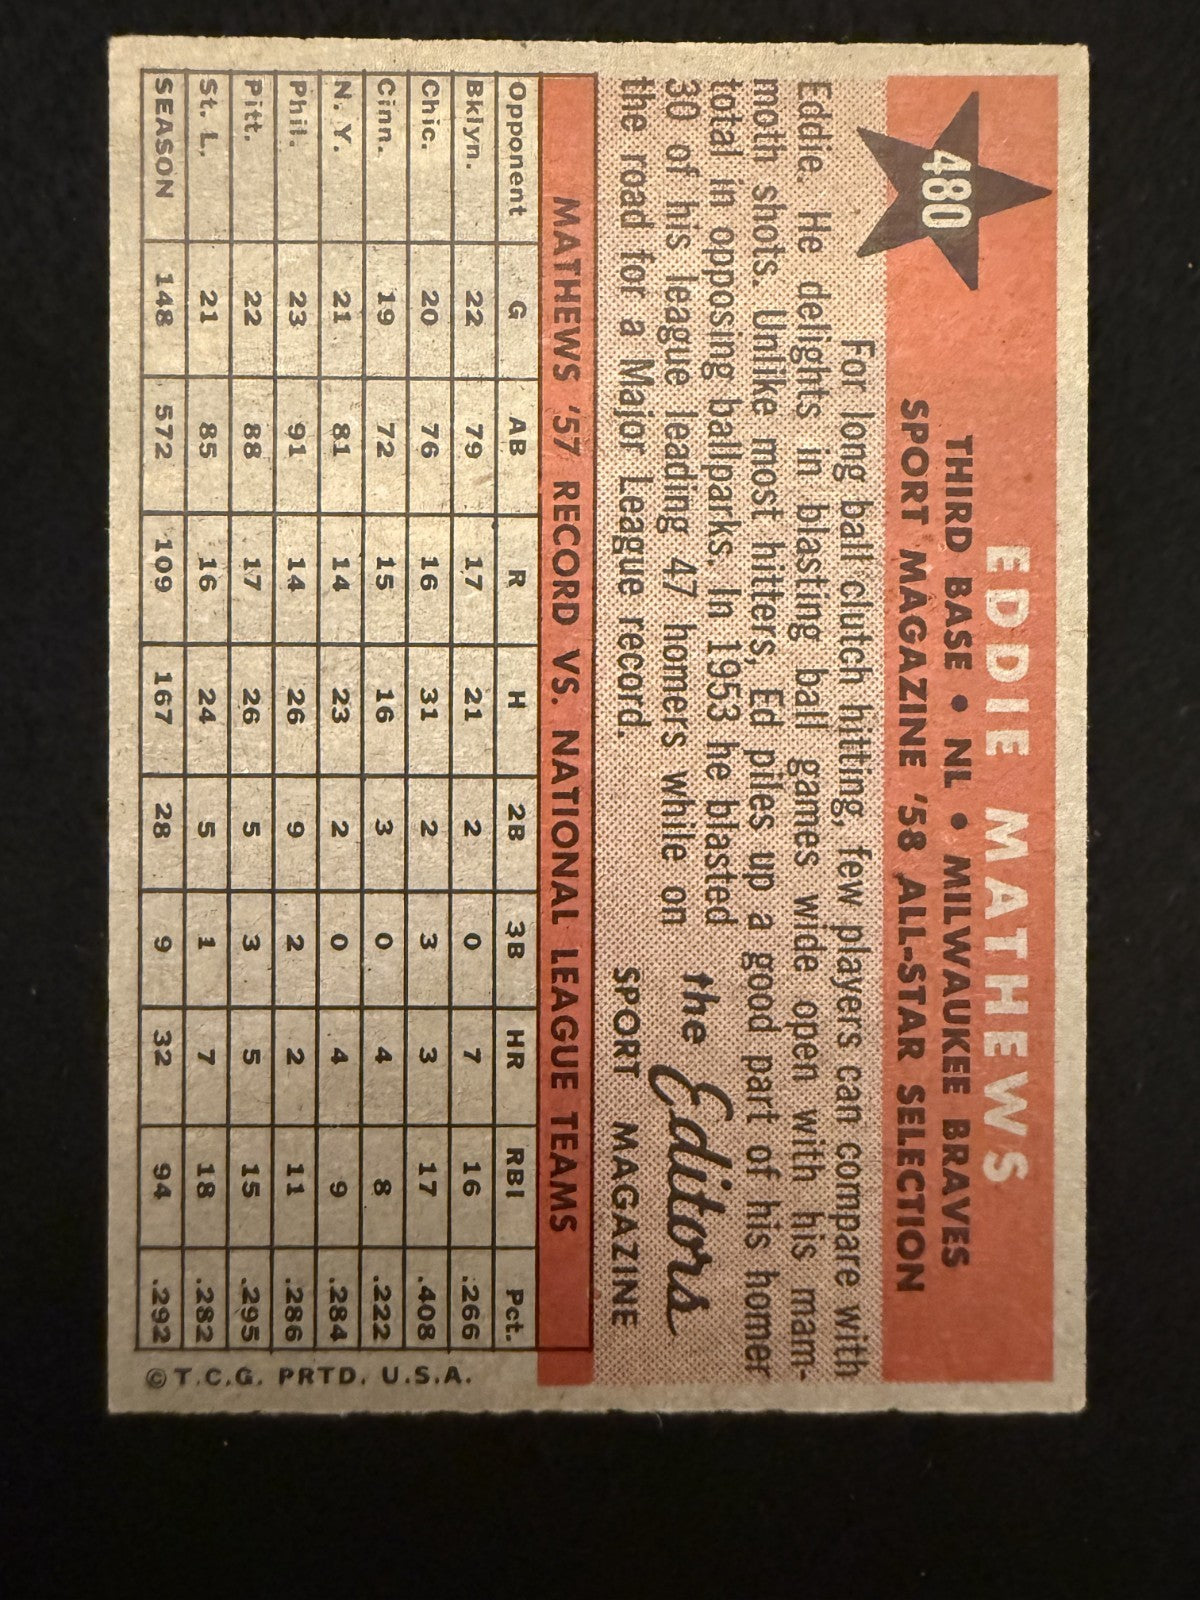 480
EDDIE MATHEWS
THIRD BASE • NL • MILWAUKEE BRAVES
SPORT MAGAZINE '58 ALL-STAR SELECTION
For long ball clutch hitting, few players can compare with
Eddie. He delights in blasting ball games wide open with his mam-
moth shots. Unlike most hitters, Ed piles up a good part of his homer
total in opposing ballparks. In 1953 he blasted
30 of his league leading 47 homers while on
the road for a Major League record.
the Editors
SPORT MAGAZINE
MATHEWS '57 RECORD VS. NATIONAL LEAGUE TEAMS
Opponent G AB R H 2B 3B HR RBI Pct.
Bklyn. 22 79 17 21 2 0 7 16 .266
Chic. 20 76 16 31 2 3 3 17 .408
Cinn. 19 72 15 16 3 0 4 8 .222
N. Y. 21 81 14 23 2 0 4 9 .284
Phil. 23 91 14 26 9 2 2 11 .286
Pitt. 22 88 17 26 5 3 5 15 .295
St. L. 21 85 16 24 5 1 7 18 .282
SEASON 148 572 109 167 28 9 32 94 .292
© T.C.G. PRTD. U.S.A.